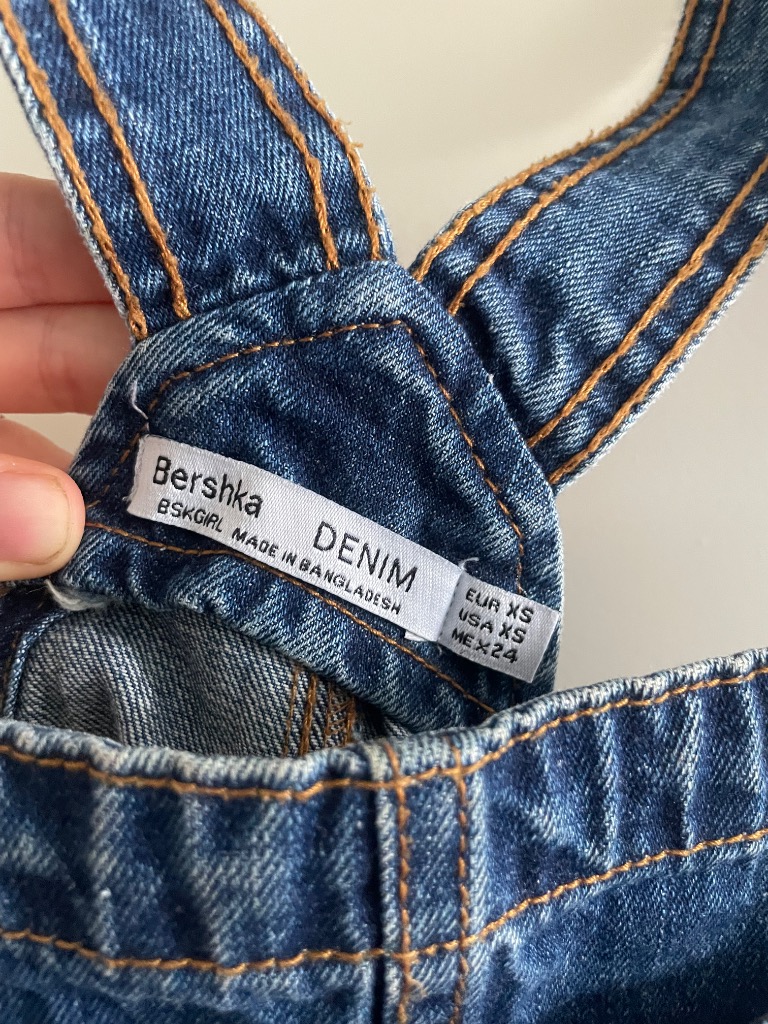 Bershka DENIM
BSKGIRL MADE IN BANGLADESH
EUR XS
USA XS
MEX 24